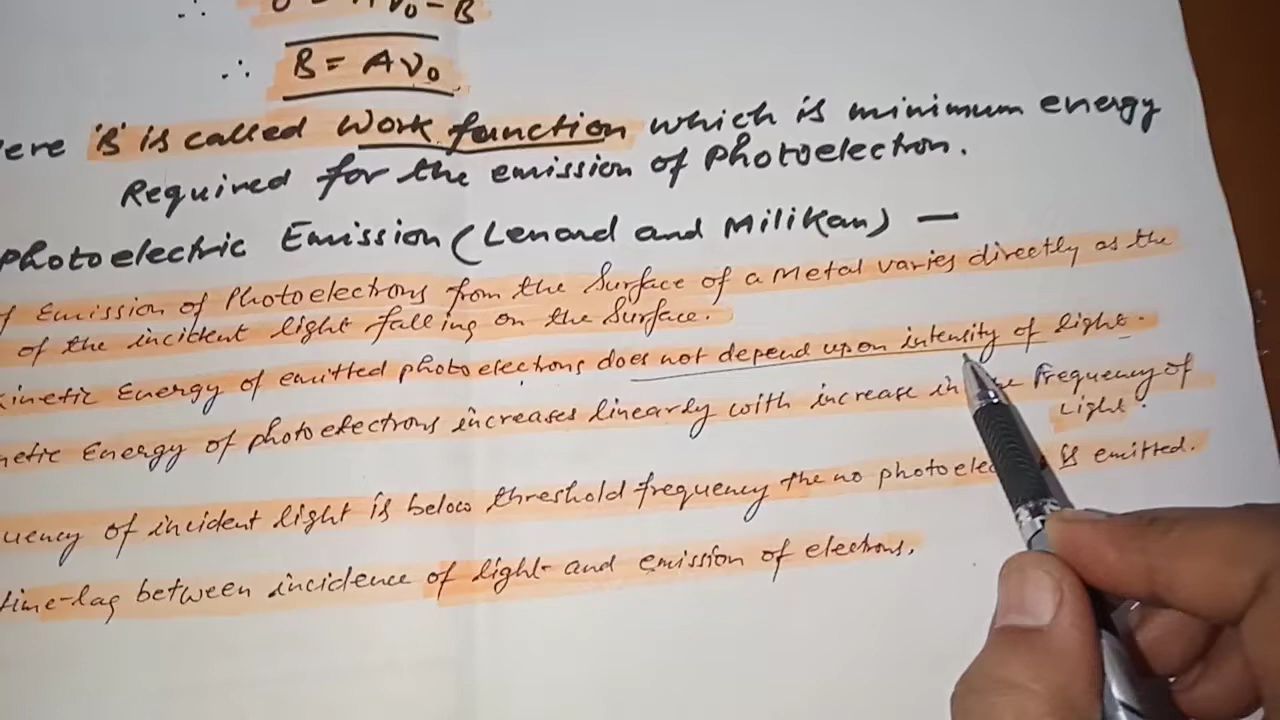 ∴ 0 = Aν₀ - B
∴ B = Aν₀
ere 'B' is called Work function which is minimum energy
Required for the emission of Photoelectron.
Photoelectric Emission (Lenard and Milikan) —
f Emission of Photoelectrons from the Surface of a Metal varies directly as the
of the incident light falling on the Surface.
Kinetic Energy of emitted photoelectrons does not depend upon intensity of light.
netic Energy of photoelectrons increases linearly with increase in Frequency of
Light.
uency of incident light is below threshold frequency the no photoelec is emitted.
time-lag between incidence of light and emission of electrons.